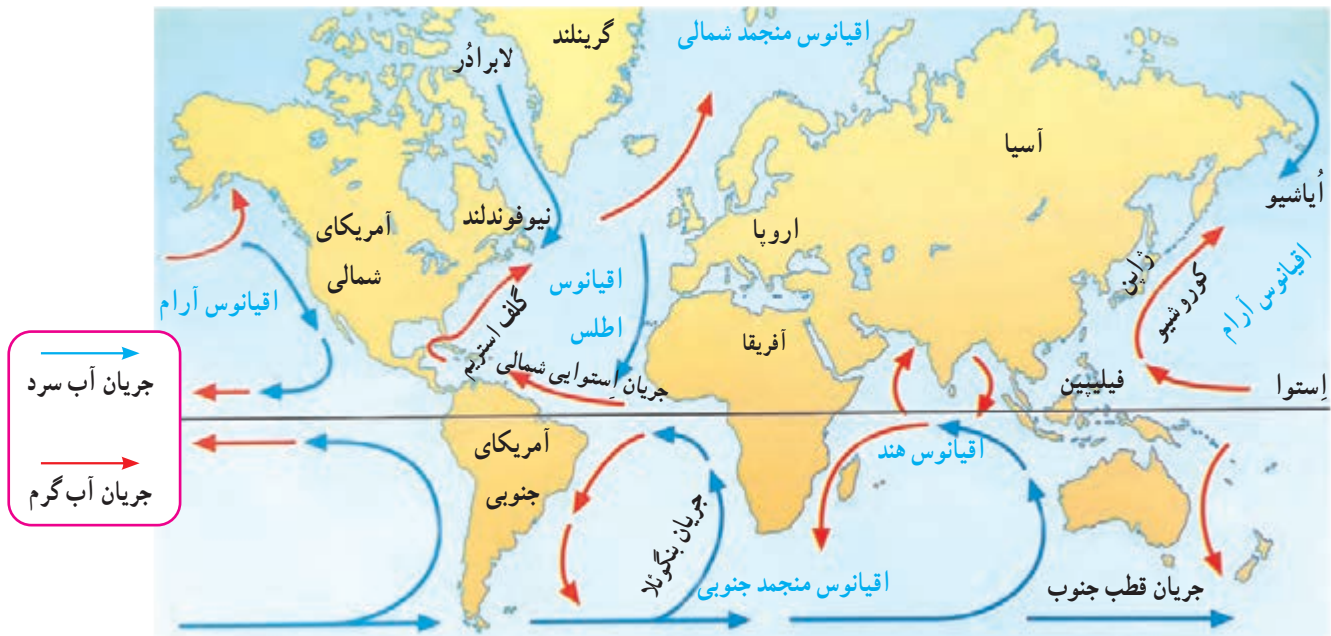 گرینلند
اقیانوس منجمد شمالی
لابرادُر
آسیا
اُیاشیو
نیوفوندلند
آمریکای
شمالی
اروپا
اقیانوس
اطلس
ژاپن
کوروشیو
اقیانوس آرام
اقیانوس آرام
گلف استریم
آفریقا
جریان اِستوایی شمالی
فیلیپین
اِستوا
جریان آب سرد
جریان آب گرم
آمریکای
جنوبی
اقیانوس هند
جریان بنگوئلا
اقیانوس منجمد جنوبی
جریان قطب جنوب